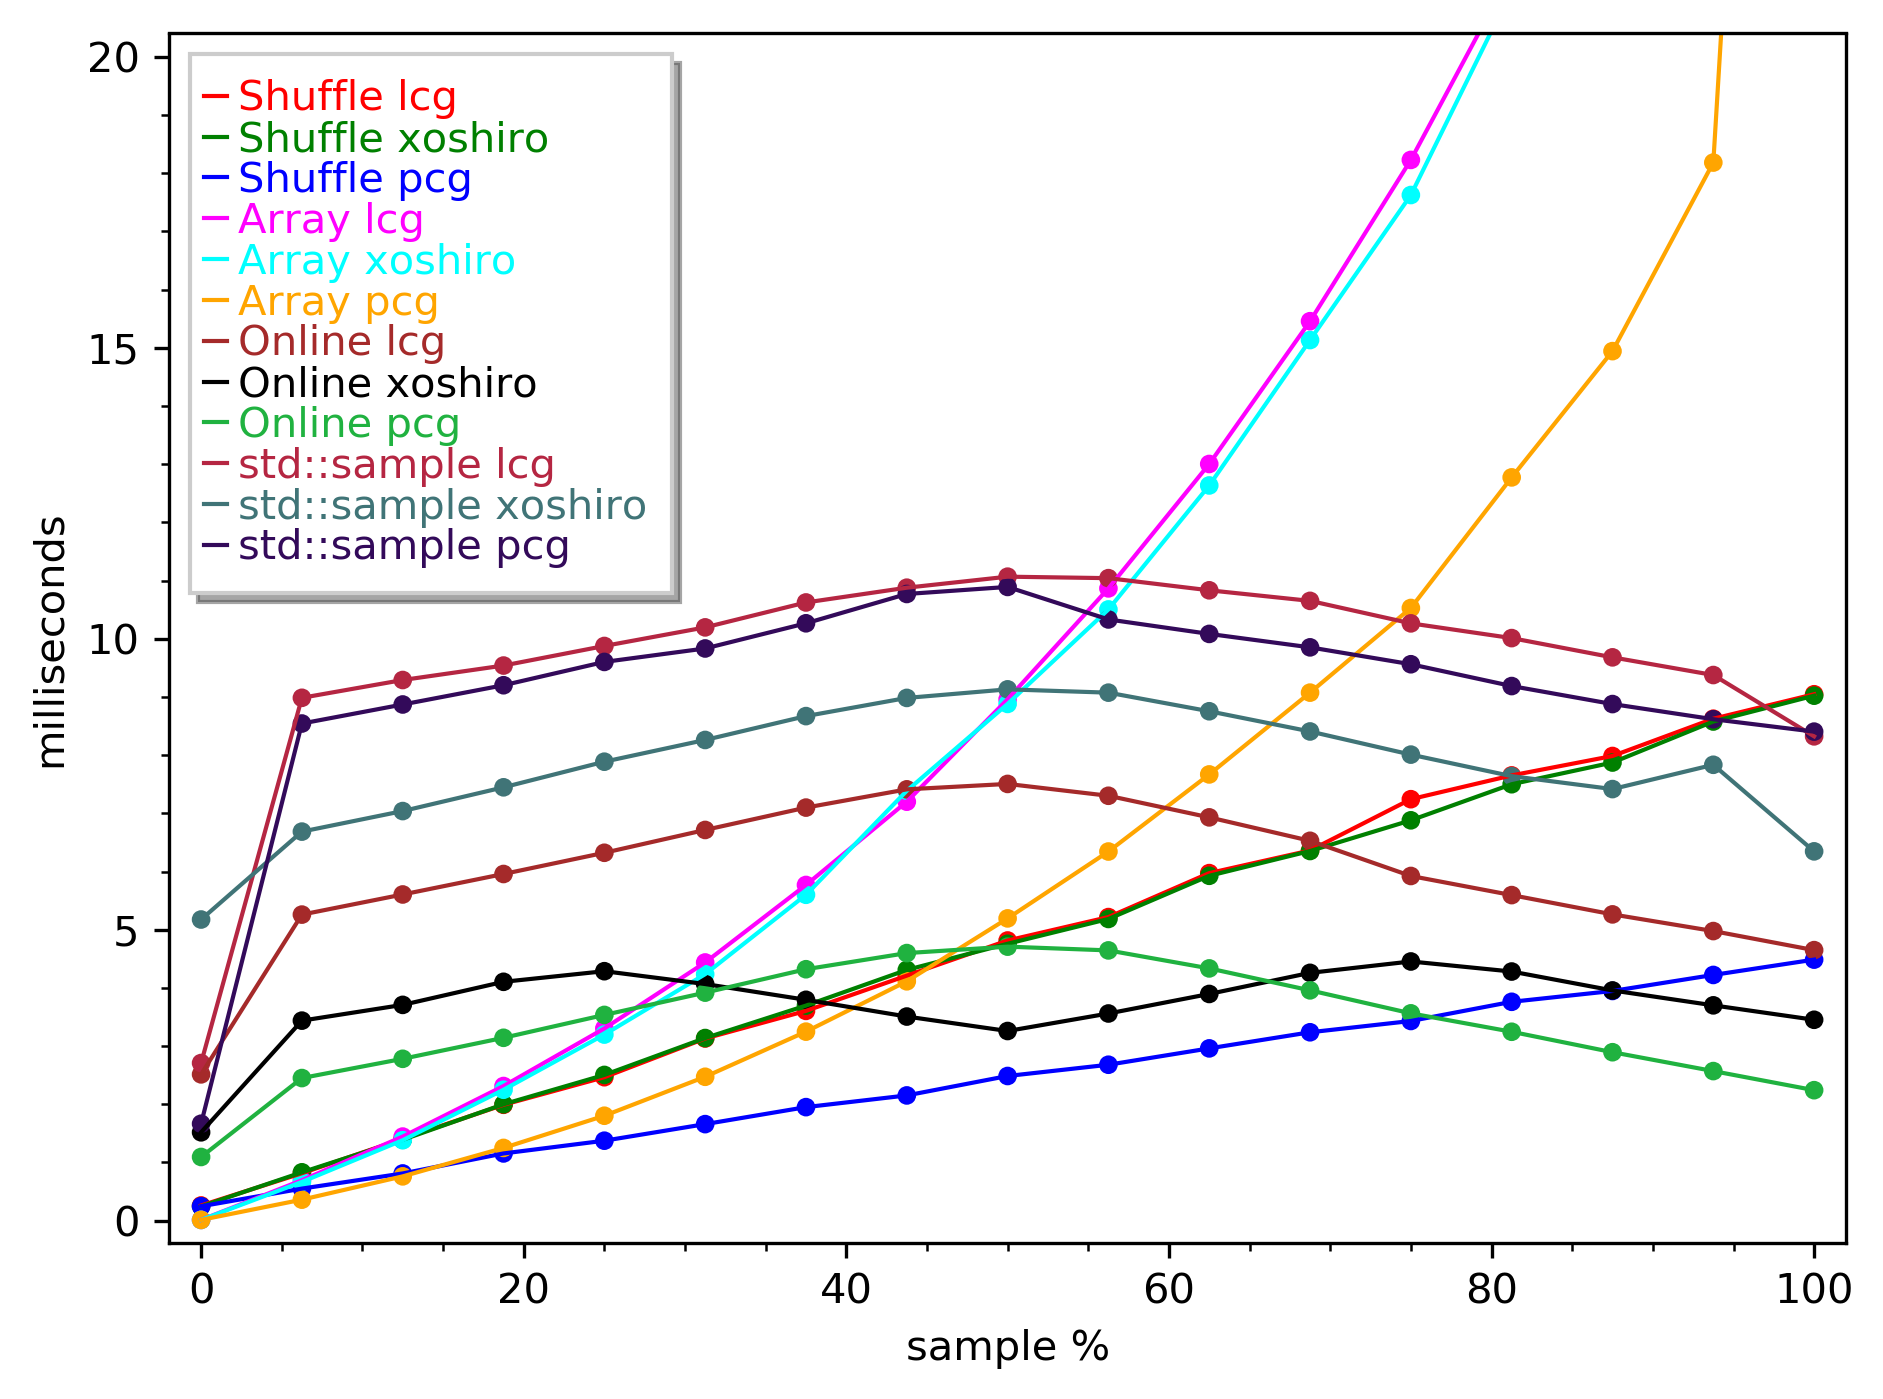 20
15
10
5
0
milliseconds
Shuffle lcg
Shuffle xoshiro
Shuffle pcg
Array lcg
Array xoshiro
Array pcg
Online lcg
Online xoshiro
Online pcg
std::sample lcg
std::sample xoshiro
std::sample pcg
0 20 40 60 80 100
sample %